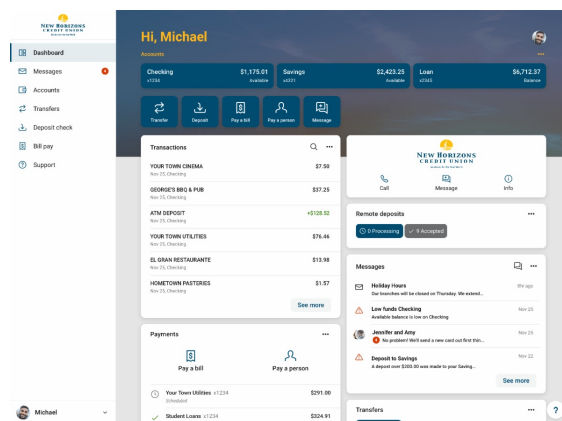 NEW HORIZONS
CREDIT UNION
Dashboard
Messages
Accounts
Transfers
Deposit check
Bill pay
Support
Michael
Hi, Michael
Accounts
Checking $1,175.01
x1234 Available
Savings $2,423.25
x4321 Available
Loan $6,712.37
x2345 Balance
Transfer
Deposit
Pay a bill
Pay a person
Message
Transactions
YOUR TOWN CINEMA $7.50
Nov 25, Checking
GEORGE'S BBQ & PUB $37.25
Nov 25, Checking
ATM DEPOSIT +$128.52
Nov 25, Checking
YOUR TOWN UTILITIES $76.46
Nov 25, Checking
EL GRAN RESTAURANTE $13.98
Nov 25, Checking
HOMETOWN PASTERIES $1.57
Nov 25, Checking
See more
Payments
Pay a bill
Pay a person
Your Town Utilities x1234 $291.00
Scheduled
Student Loans x1234 $324.91
NEW HORIZONS
CREDIT UNION
Call
Message
Info
Remote deposits
0 Processing
9 Accepted
Messages
Holiday Hours ago
Our branches will be closed on Thursday. We extend...
Low funds Checking Nov 25
Available balance is low on Checking
Jennifer and Amy Nov 25
No problem! We'll send a new card out first thin...
Deposit to Savings Nov 22
A deposit over $200.00 was made to your Saving...
See more
Transfers
?